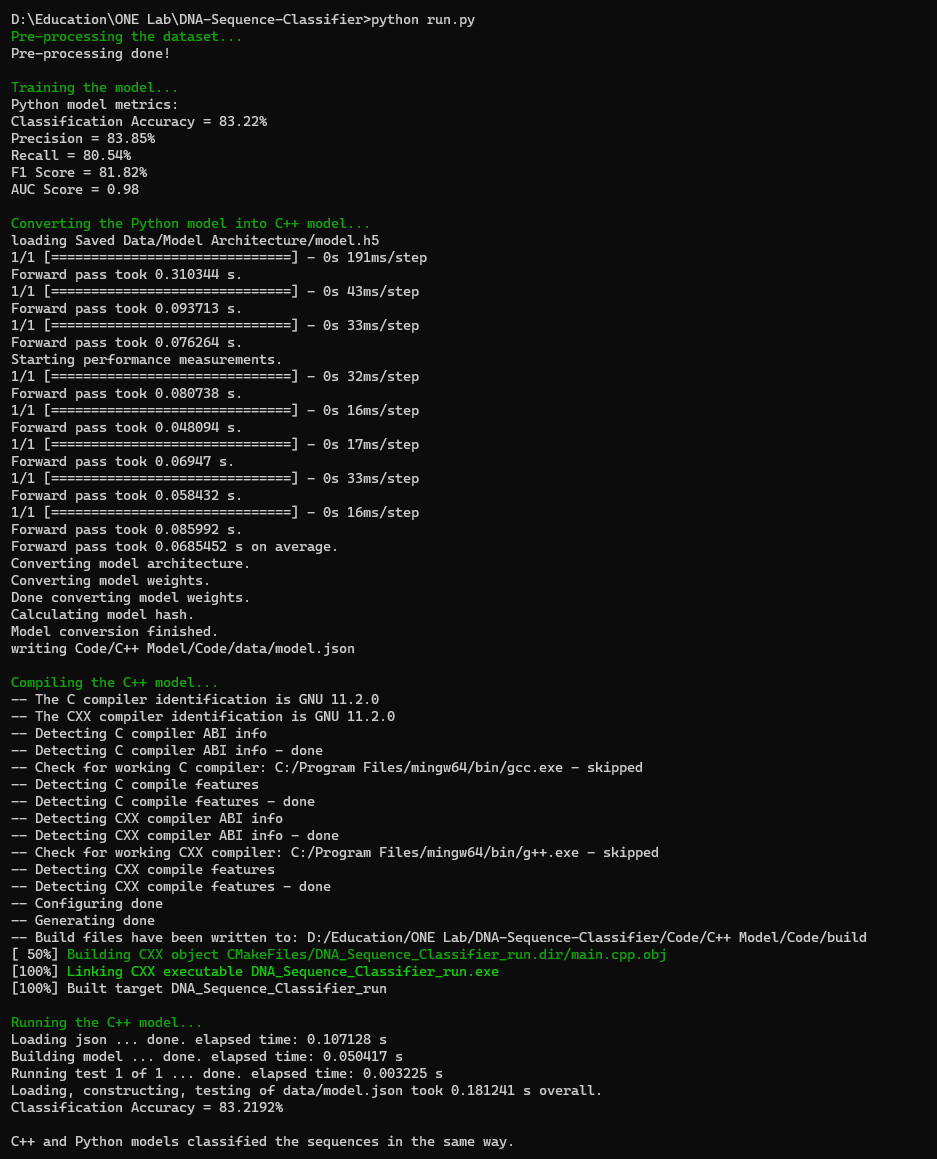 D:\Education\ONE Lab\DNA-Sequence-Classifier>python run.py
Pre-processing the dataset...
Pre-processing done!

Training the model...
Python model metrics:
Classification Accuracy = 83.22%
Precision = 83.85%
Recall = 80.54%
F1 Score = 81.82%
AUC Score = 0.98

Converting the Python model into C++ model...
loading Saved Data/Model Architecture/model.h5
1/1 [==============================] - 0s 191ms/step
Forward pass took 0.310344 s.
1/1 [==============================] - 0s 43ms/step
Forward pass took 0.093713 s.
1/1 [==============================] - 0s 33ms/step
Forward pass took 0.076264 s.
Starting performance measurements.
1/1 [==============================] - 0s 32ms/step
Forward pass took 0.080738 s.
1/1 [==============================] - 0s 16ms/step
Forward pass took 0.048094 s.
1/1 [==============================] - 0s 17ms/step
Forward pass took 0.06947 s.
1/1 [==============================] - 0s 33ms/step
Forward pass took 0.058432 s.
1/1 [==============================] - 0s 16ms/step
Forward pass took 0.085992 s.
Forward pass took 0.0685452 s on average.
Converting model architecture.
Converting model weights.
Done converting model weights.
Calculating model hash.
Model conversion finished.
writing Code/C++ Model/Code/data/model.json

Compiling the C++ model...
-- The C compiler identification is GNU 11.2.0
-- The CXX compiler identification is GNU 11.2.0
-- Detecting C compiler ABI info
-- Detecting C compiler ABI info - done
-- Check for working C compiler: C:/Program Files/mingw64/bin/gcc.exe - skipped
-- Detecting C compile features
-- Detecting C compile features - done
-- Detecting CXX compiler ABI info
-- Detecting CXX compiler ABI info - done
-- Check for working CXX compiler: C:/Program Files/mingw64/bin/g++.exe - skipped
-- Detecting CXX compile features
-- Detecting CXX compile features - done
-- Configuring done
-- Generating done
-- Build files have been written to: D:/Education/ONE Lab/DNA-Sequence-Classifier/Code/C++ Model/Code/build
[ 50%] Building CXX object CMakeFiles/DNA_Sequence_Classifier_run.dir/main.cpp.obj
[100%] Linking CXX executable DNA_Sequence_Classifier_run.exe
[100%] Built target DNA_Sequence_Classifier_run

Running the C++ model...
Loading json ... done. elapsed time: 0.107128 s
Building model ... done. elapsed time: 0.050417 s
Running test 1 of 1 ... done. elapsed time: 0.003225 s
Loading, constructing, testing of data/model.json took 0.181241 s overall.
Classification Accuracy = 83.2192%

C++ and Python models classified the sequences in the same way.